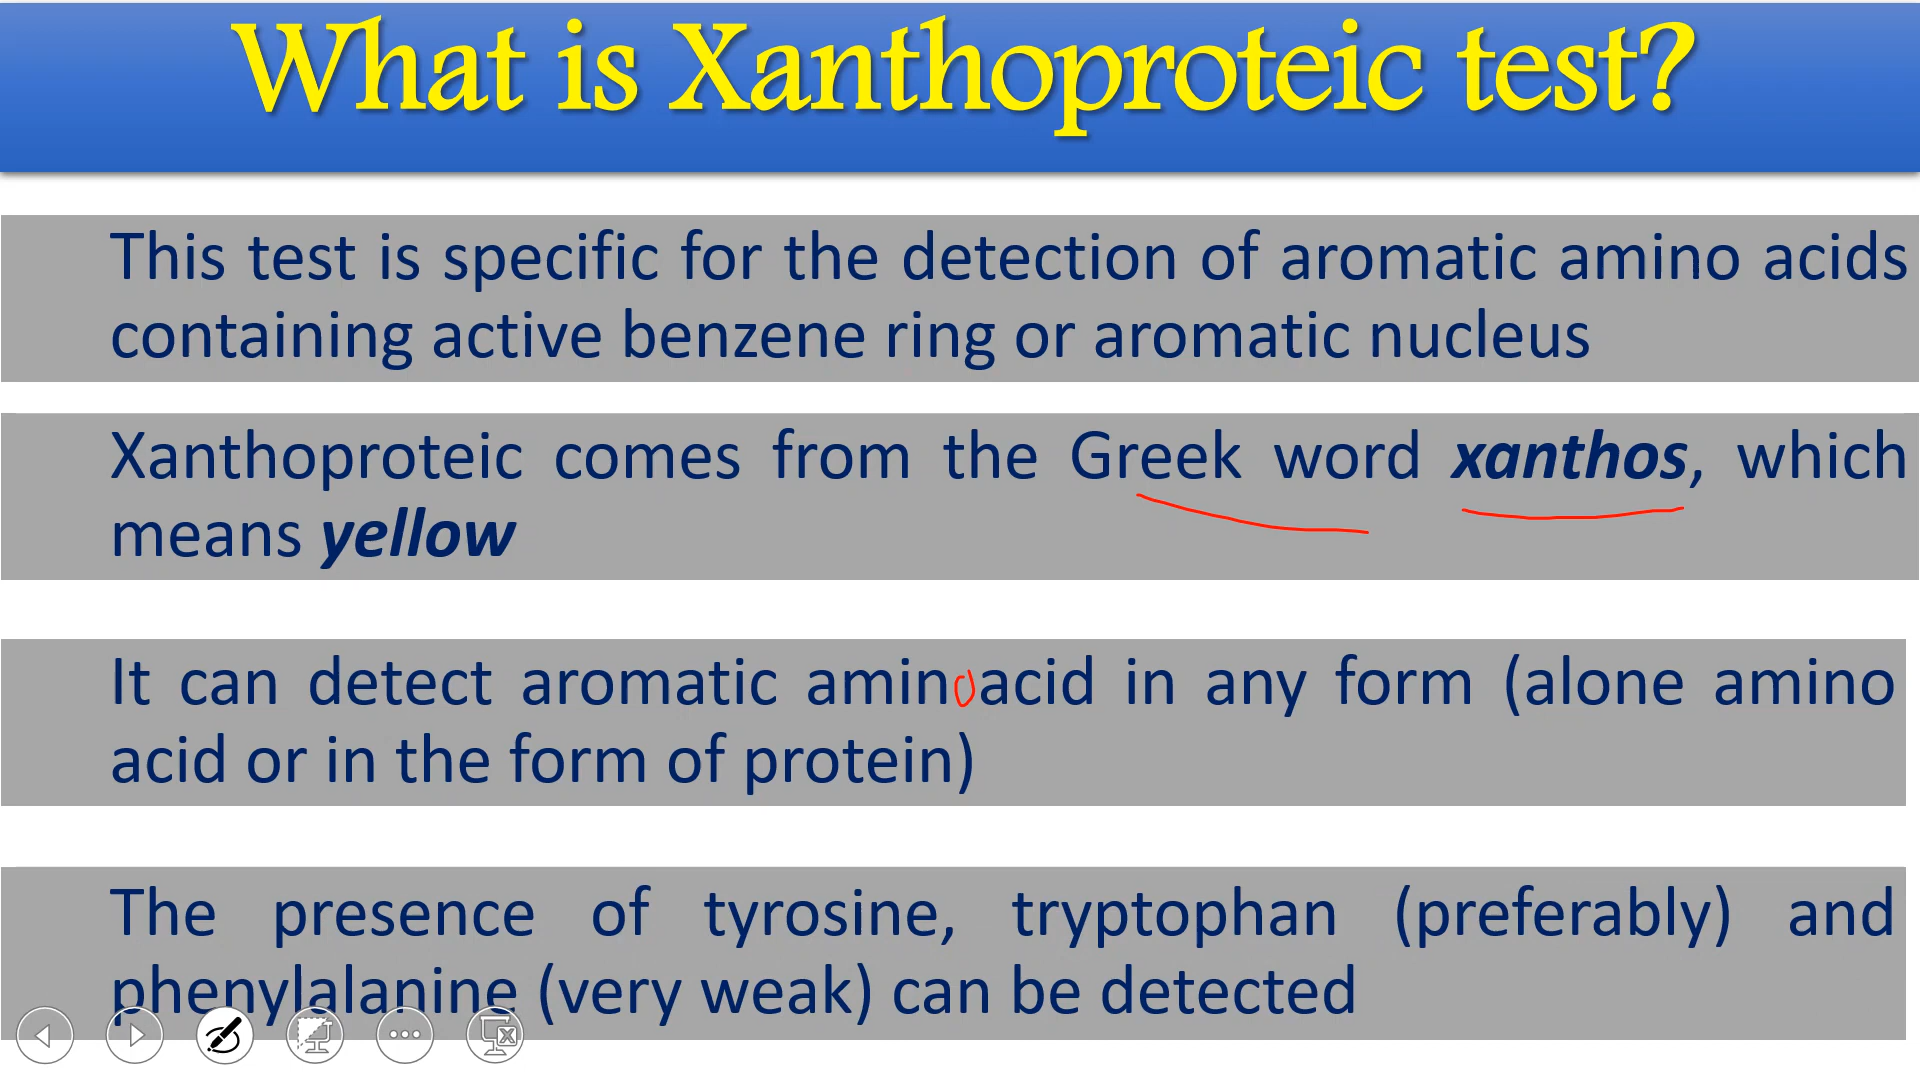 What is Xanthoproteic test?
This test is specific for the detection of aromatic amino acids
containing active benzene ring or aromatic nucleus
Xanthoproteic comes from the Greek word xanthos, which
means yellow
It can detect aromatic aminoacid in any form (alone amino
acid or in the form of protein)
The presence of tyrosine, tryptophan (preferably) and
phenylalanine (very weak) can be detected